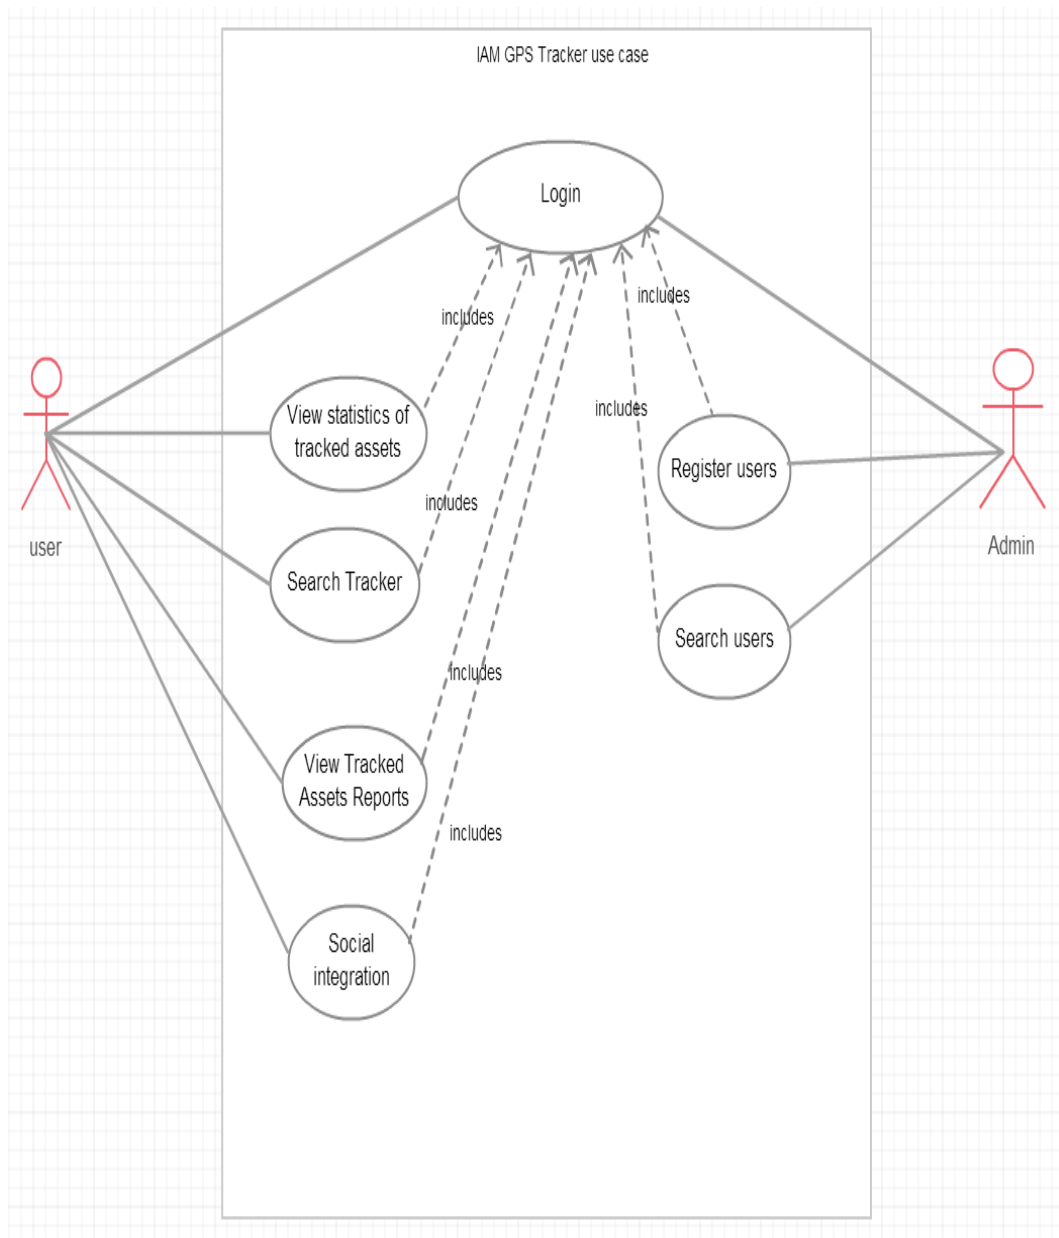 IAM GPS Tracker use case
Login
includes
includes
View statistics of
tracked assets
includes
Register users
includes
user
Admin
Search Tracker
Search users
includes
View Tracked
Assets Reports
includes
Social
integration